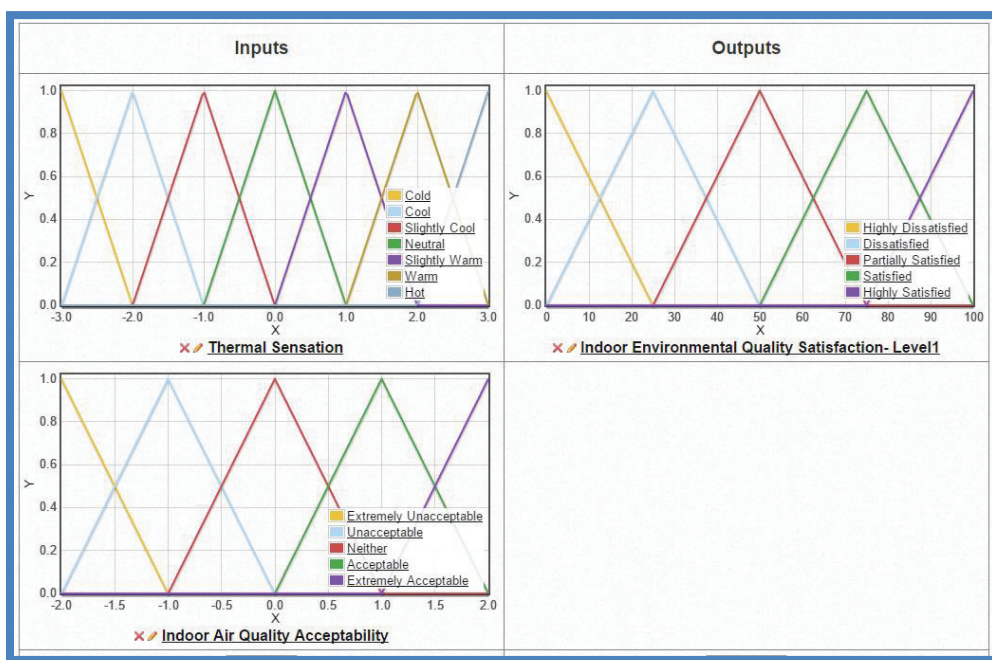 Inputs
Outputs
1.0
0.8
0.6
0.4
0.2
0.0
Y
Cold
Cool
Slightly Cool
Neutral
Slightly Warm
Warm
Hot
-3.0 -2.0 -1.0 0.0 1.0 2.0 3.0
X
Thermal Sensation
1.0
0.8
0.6
0.4
0.2
0.0
Y
Highly Dissatisfied
Dissatisfied
Partially Satisfied
Satisfied
Highly Satisfied
0 10 20 30 40 50 60 70 80 90 100
X
Indoor Environmental Quality Satisfaction- Level1
1.0
0.8
0.6
0.4
0.2
0.0
Y
Extremely Unacceptable
Unacceptable
Neither
Acceptable
Extremely Acceptable
-2.0 -1.5 -1.0 -0.5 0.0 0.5 1.0 1.5 2.0
X
Indoor Air Quality Acceptability